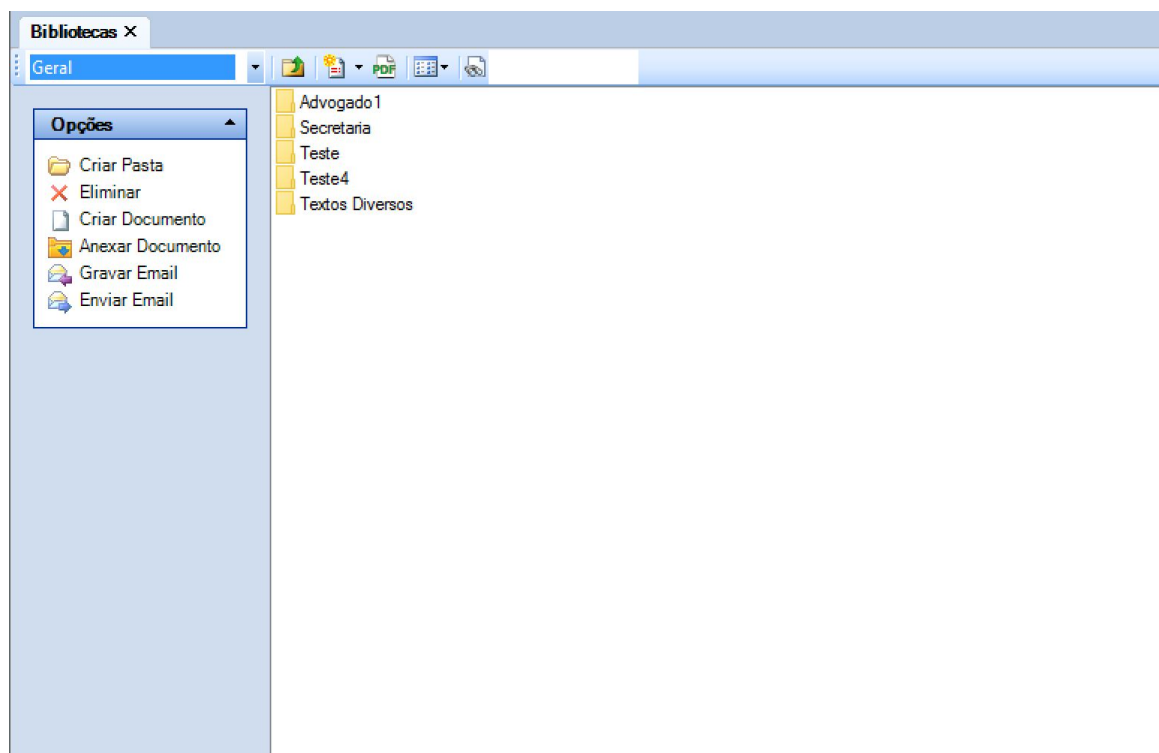 Bibliotecas X
Geral
PDF
Opções
Criar Pasta
Eliminar
Criar Documento
Anexar Documento
Gravar Email
Enviar Email
Advogado1
Secretaria
Teste
Teste4
Textos Diversos